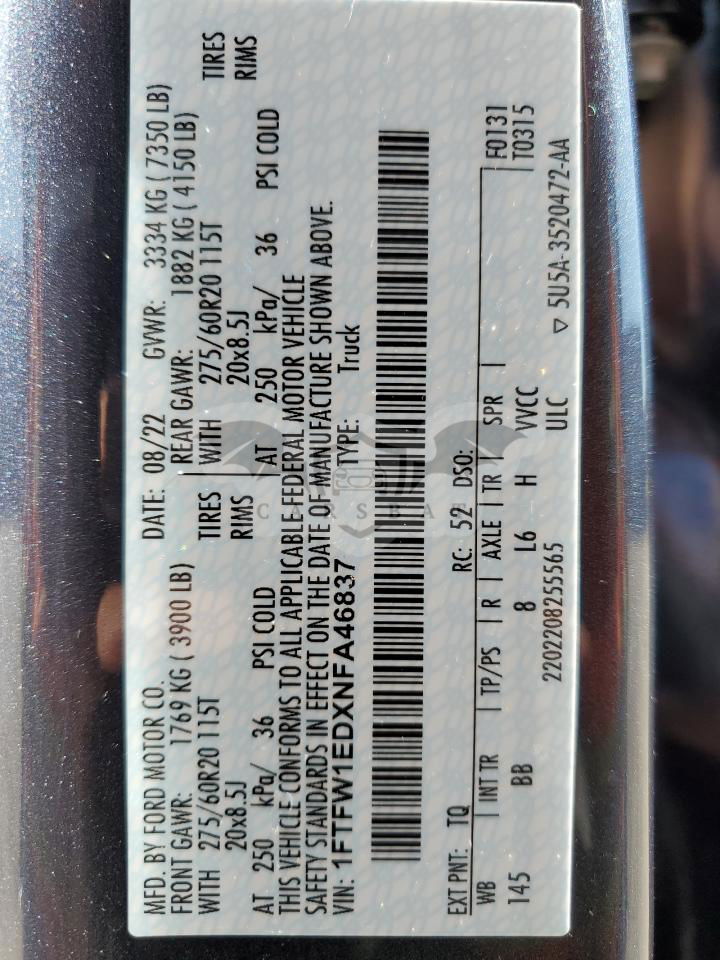 MFD. BY FORD MOTOR CO. DATE: 08/22 GVWR: 3334 KG ( 7350 LB)
FRONT GAWR: 1769 KG ( 3900 LB) REAR GAWR: 1882 KG ( 4150 LB)
WITH 275/60R20 115T TIRES WITH 275/60R20 115T TIRES
20x8.5J RIMS 20x8.5J RIMS
AT 250 kPa/ 36 PSI COLD AT 250 kPa/ 36 PSI COLD
THIS VEHICLE CONFORMS TO ALL APPLICABLE FEDERAL MOTOR VEHICLE
SAFETY STANDARDS IN EFFECT ON THE DATE OF MANUFACTURE SHOWN ABOVE.
VIN: 1FTFW1EDXNFA46837 TYPE: Truck
CARSBAT
EXT PNT: TQ RC: 52 DSO: F0131
WB INT TR TP/PS R AXLE TR SPR T0315
145 BB 8 L6 H VVCC
2202208255565 ULC
▽ 5U5A-3520472-AA